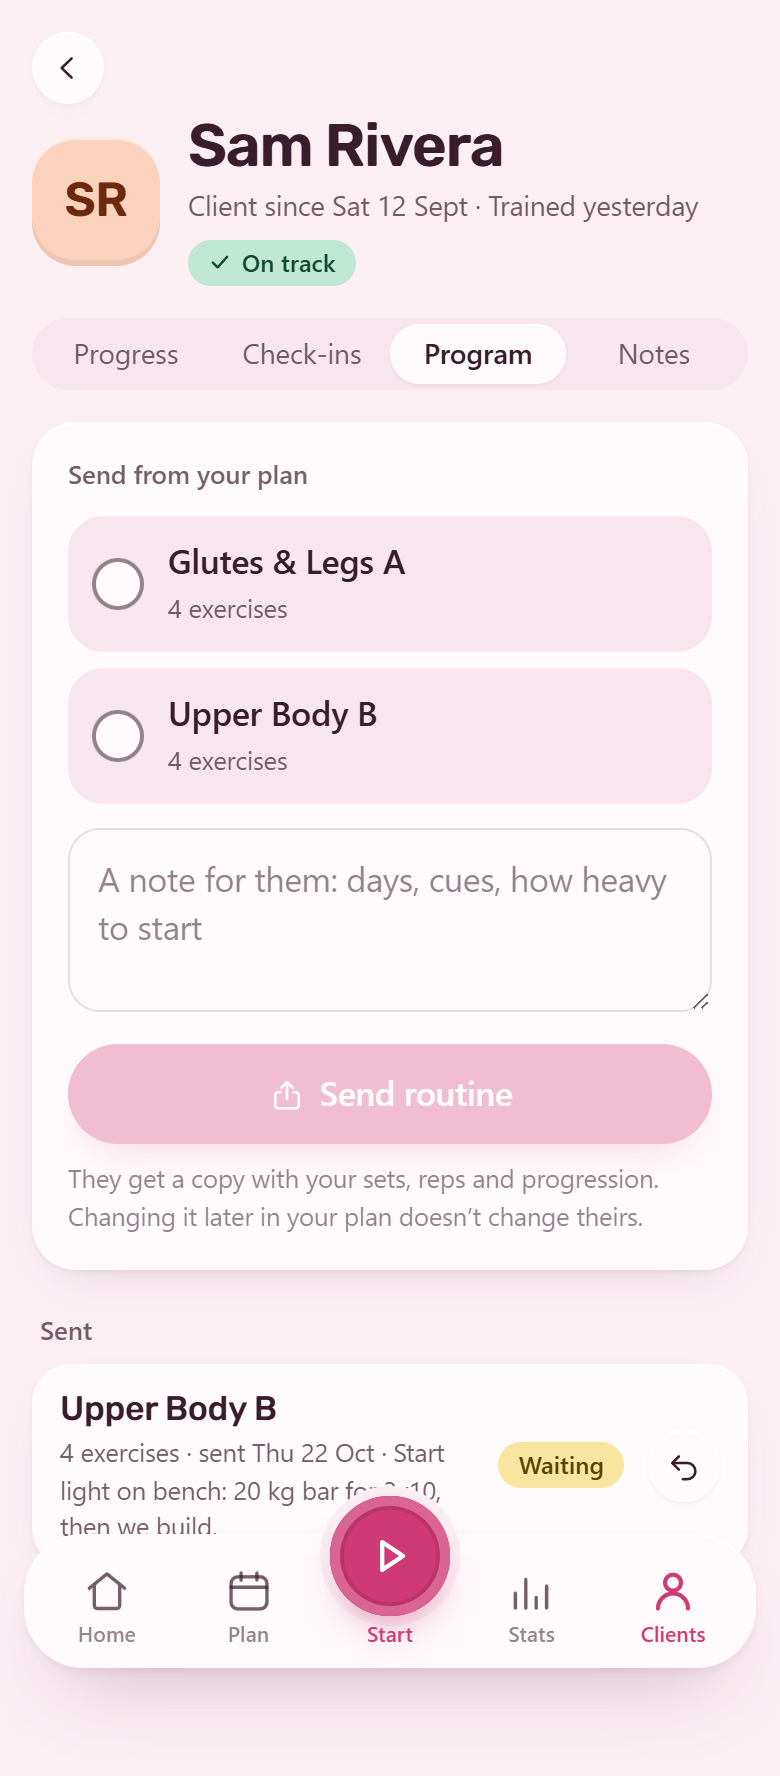 Sam Rivera
SR
Client since Sat 12 Sept · Trained yesterday
On track
Progress
Check-ins
Program
Notes
Send from your plan
Glutes & Legs A
4 exercises
Upper Body B
4 exercises
A note for them: days, cues, how heavy
to start
Send routine
They get a copy with your sets, reps and progression.
Changing it later in your plan doesn’t change theirs.
Sent
Upper Body B
4 exercises · sent Thu 22 Oct · Start
light on bench: 20 kg bar for
then we build.
Waiting
Home
Plan
Start
Stats
Clients